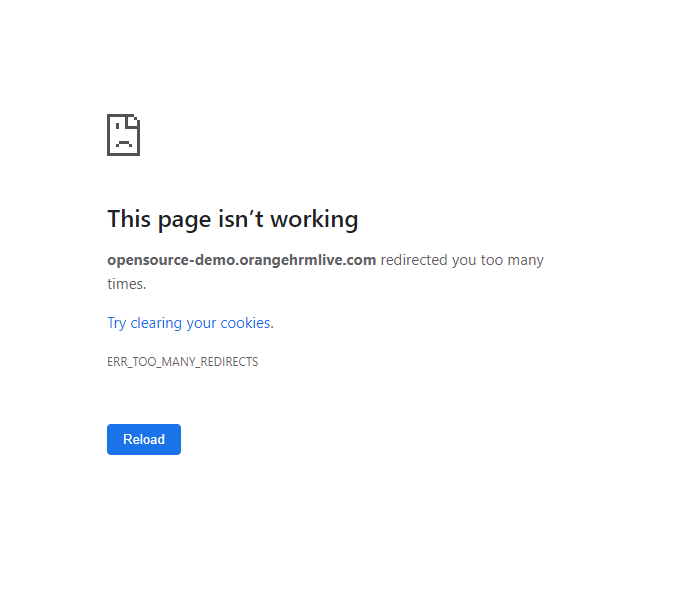 This page isn’t working
opensource-demo.orangehrmlive.com redirected you too many
times.
Try clearing your cookies.
ERR_TOO_MANY_REDIRECTS
Reload